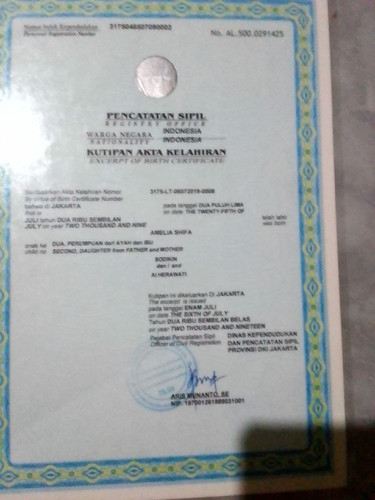 Nomor Induk Kependudukan 3175046507090002
Personal Registration Number
No. AL.500.0291425
PENCATATAN SIPIL
REGISTRY OFFICE
WARGA NEGARA INDONESIA
NATIONALITY INDONESIA
KUTIPAN AKTA KELAHIRAN
EXCERPT OF BIRTH CERTIFICATE
Berdasarkan Akta Kelahiran Nomor 3175-LT-06072019-0008
By virtue of Birth Certificate Number
bahwa di JAKARTA pada tanggal DUA PULUH LIMA
that in on date THE TWENTY-FIFTH OF
JULI tahun DUA RIBU SEMBILAN telah lahir
JULY on year TWO THOUSAND AND NINE was born
AMELIA SHIFA
anak ke DUA, PEREMPUAN dari AYAH dan IBU
child no SECOND, DAUGHTER from FATHER and MOTHER
SODIKIN
dan / and
AI HERAWATI
Kutipan ini dikeluarkan Di JAKARTA
The excerpt is issued
pada tanggal ENAM JULI
on date THE SIXTH OF JULY
Tahun DUA RIBU SEMBILAN BELAS
on year TWO THOUSAND AND NINETEEN
Pejabat Pencatatan Sipil DINAS KEPENDUDUKAN
Officer of Civil Registration DAN PENCATATAN SIPIL
PROVINSI DKI JAKARTA
ARIS MUNANTO, SE
NIP.